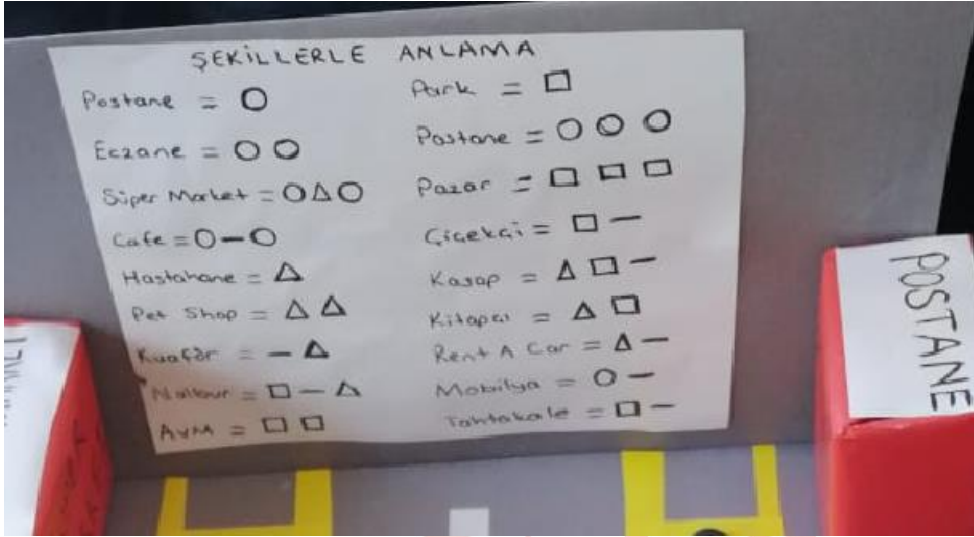 ŞEKİLLERLE ANLAMA
Postane = ○
Eczane = ○ ○
Süper Market = ○ △ ○
Cafe = ○ — ○
Hastahane = △
Pet Shop = △ △
Kuaför = — △
Nalbur = □ — △
AVM = □ □
Park = □
Pastane = ○ ○ ○
Pazar = □ □ □
Çiçekçi = □ —
Kasap = △ □ —
Kitapçı = △ □
Rent A Car = △ —
Mobilya = ○ —
Tahtakale = □ —
POSTANE